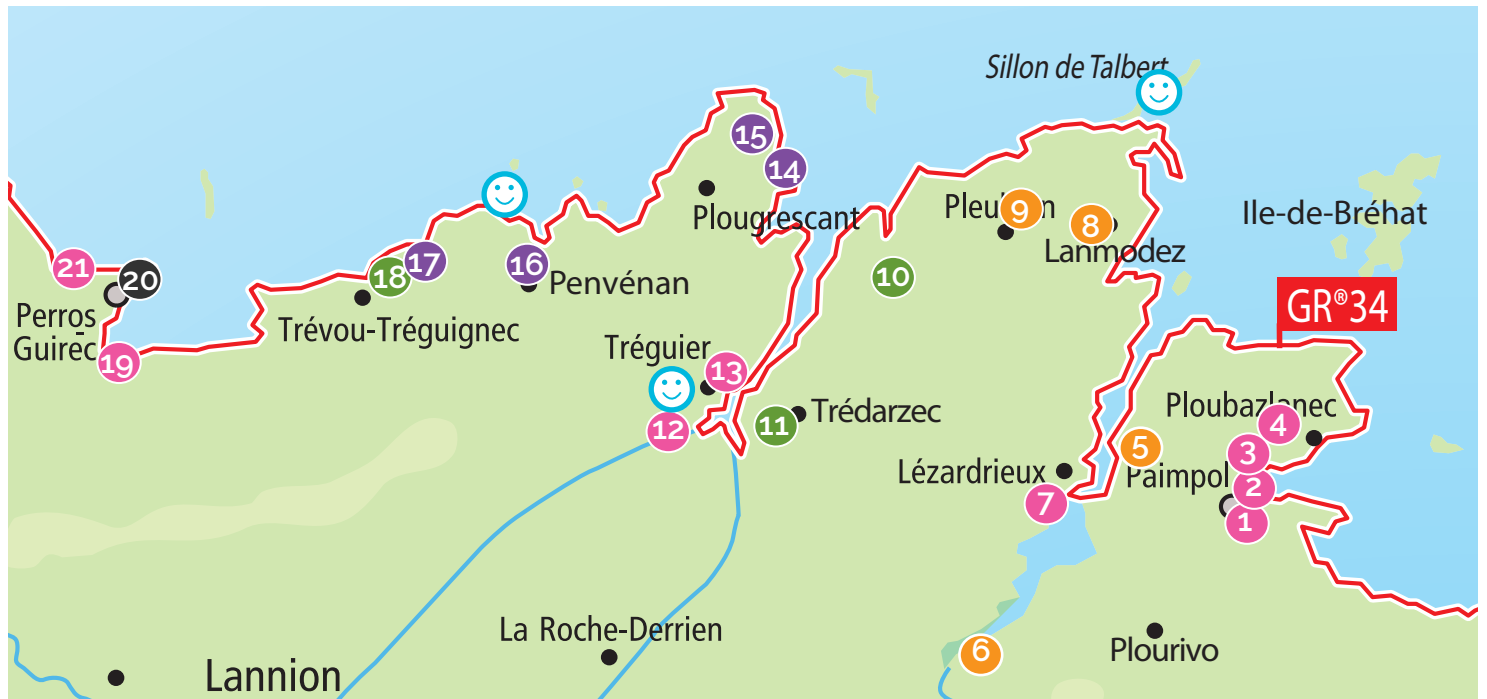 Sillon de Talbert
15
14
Plougrescant
9
8
Lanmodez
Ile-de-Bréhat
21
20
Perros
Guirec
19
18
17
Trévou-Tréguignec
16
Penvénan
10
GR®34
Tréguier
13
12
11
Trédarzec
Ploubazlanec
4
3
5
Paimpol
2
1
Lézardrieux
7
La Roche-Derrien
6
Plourivo
Lannion